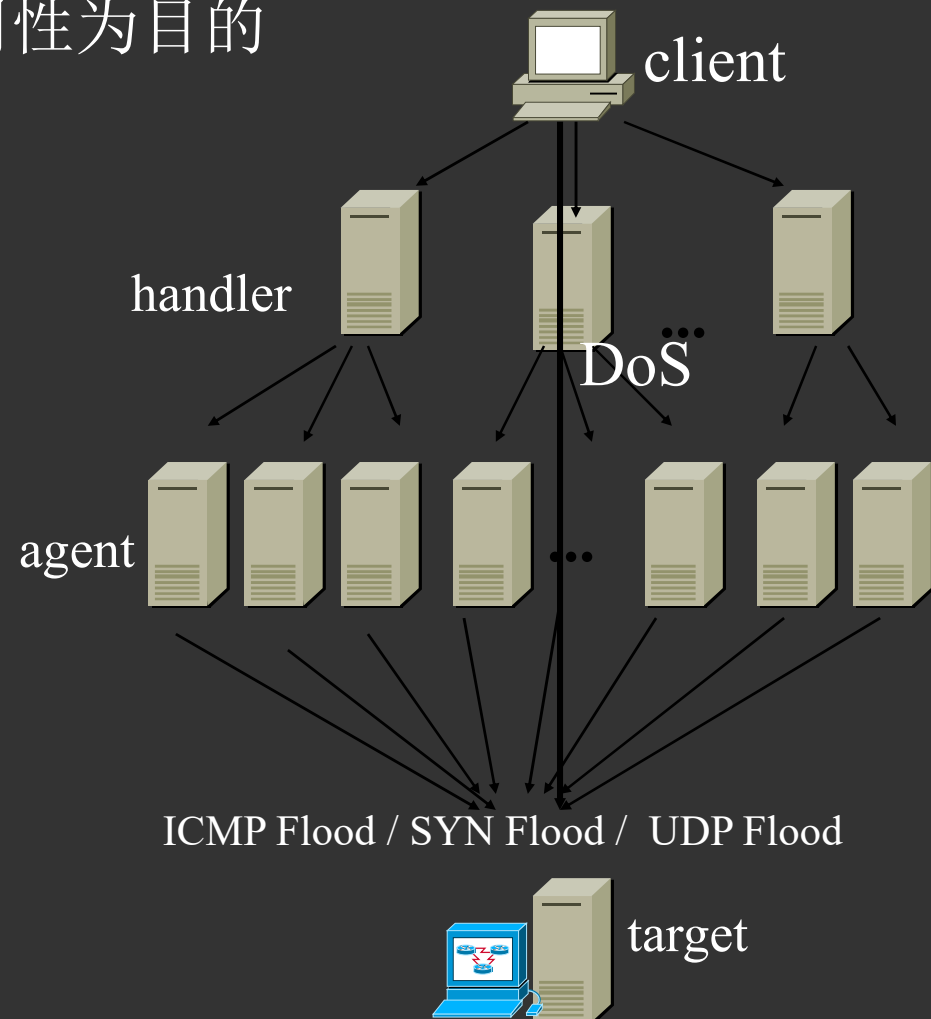 性为目的
client
handler
DoS
agent
ICMP Flood / SYN Flood / UDP Flood
target